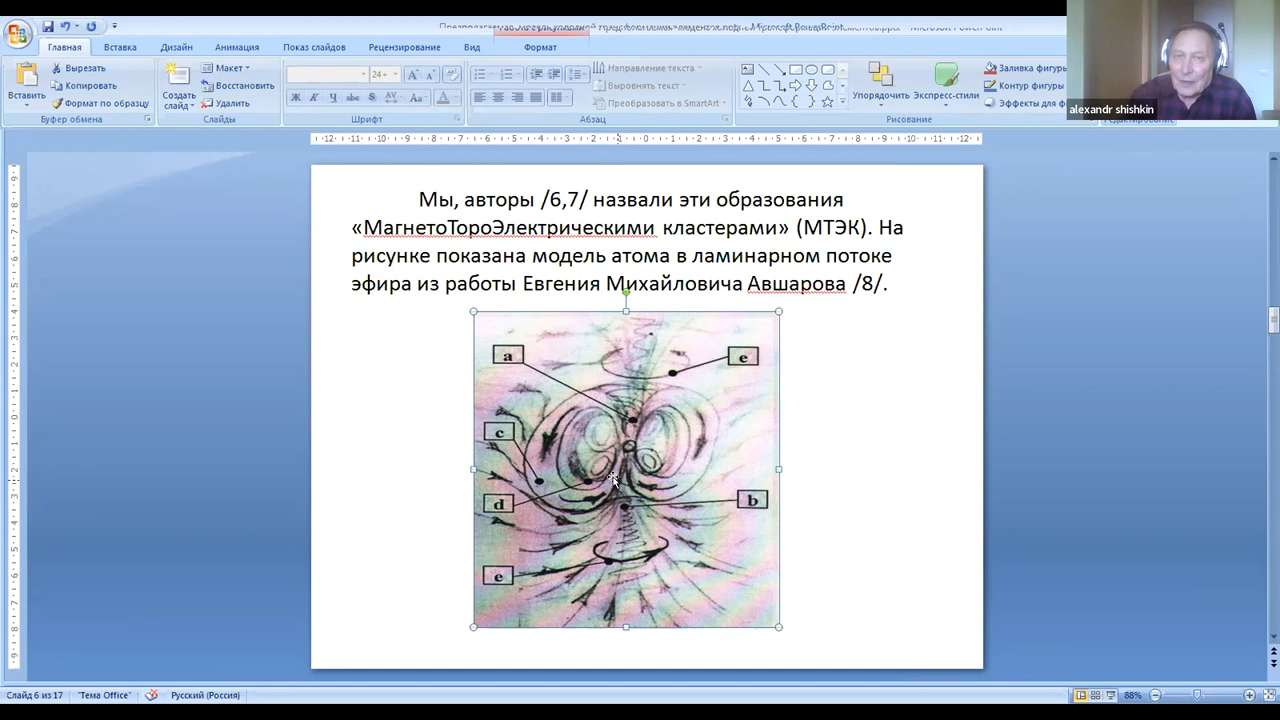 Главная
Вставка
Дизайн
Анимация
Показ слайдов
Рецензирование
Вид
Формат
Вставить
Вырезать
Копировать
Формат по образцу
Буфер обмена
Создать слайд
Макет
Восстановить
Удалить
Слайды
24
Шрифт
Направление текста
Выровнять текст
Преобразовать в SmartArt
Абзац
Упорядочить
Экспресс-стили
Заливка фигуры
Контур фигуры
Эффекты для ф
Рисование
alexandr shishkin
Мы, авторы /6,7/ назвали эти образования
«МагнетоТороЭлектрическими кластерами» (МТЭК). На
рисунке показана модель атома в ламинарном потоке
эфира из работы Евгения Михайловича Авшарова /8/.
a
e
c
d
b
e
Слайд 6 из 17
"Тема Office"
Русский (Россия)
88%